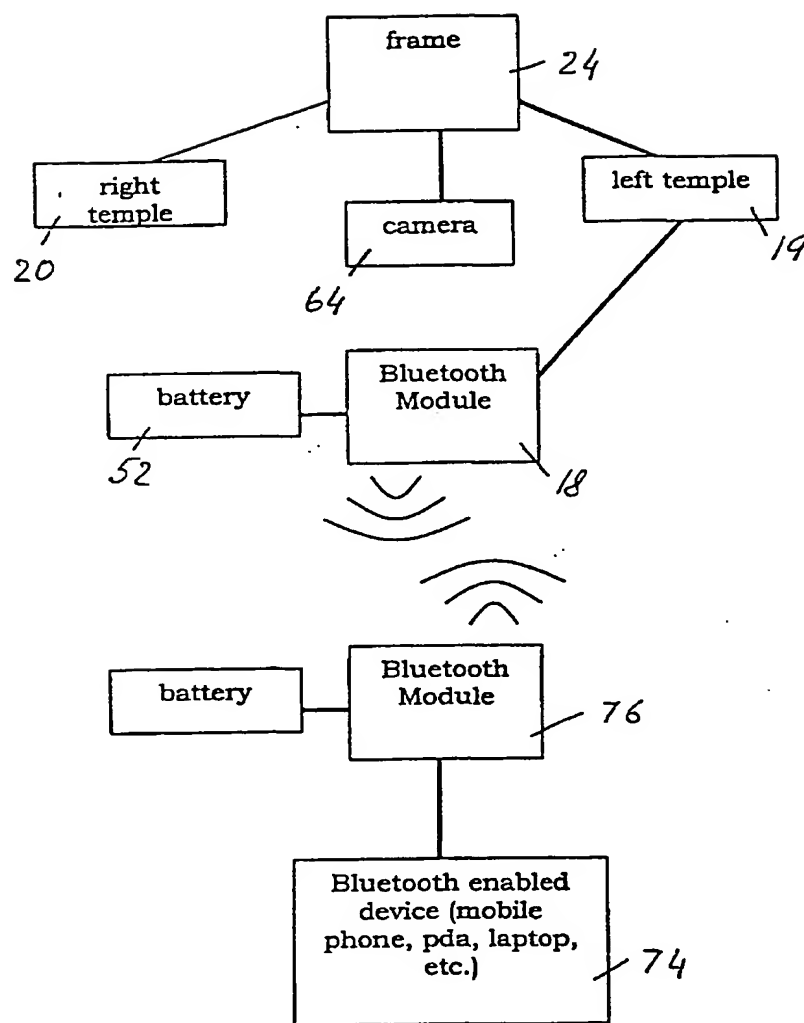 frame
24
right
temple
20
camera
64
left temple
19
battery
52
Bluetooth
Module
18
battery
Bluetooth
Module
76
Bluetooth enabled
device (mobile
phone, pda, laptop,
etc.)
74